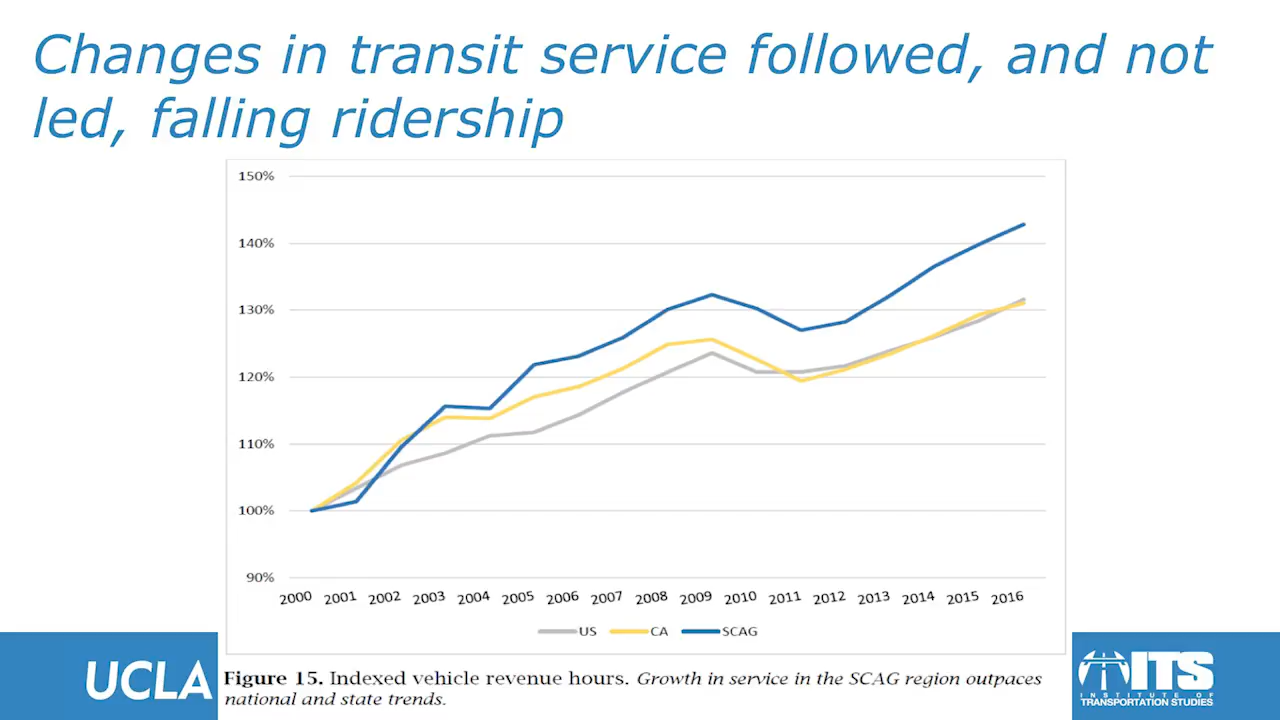 Changes in transit service followed, and not
led, falling ridership
150%
140%
130%
120%
110%
100%
90%
2000 2001 2002 2003 2004 2005 2006 2007 2008 2009 2010 2011 2012 2013 2014 2015 2016
US CA SCAG
Figure 15. Indexed vehicle revenue hours. Growth in service in the SCAG region outpaces
national and state trends.
UCLA
ITS
INSTITUTE OF
TRANSPORTATION STUDIES